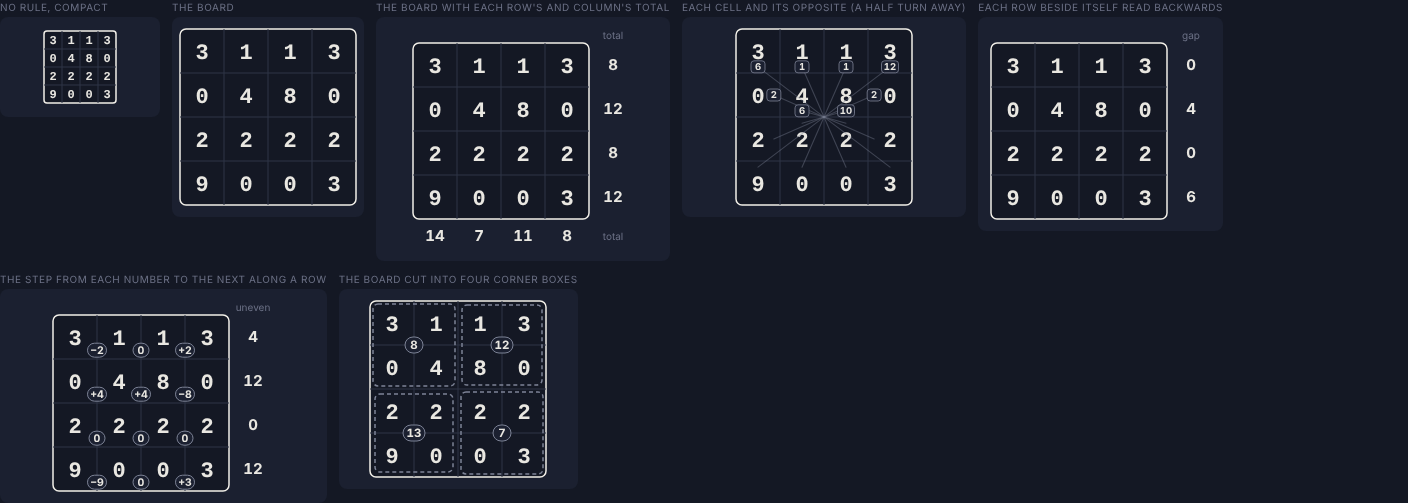 NO RULE, COMPACT
3 1 1 3
0 4 8 0
2 2 2 2
9 0 0 3
THE BOARD
3 1 1 3
0 4 8 0
2 2 2 2
9 0 0 3
THE BOARD WITH EACH ROW'S AND COLUMN'S TOTAL
total
3 1 1 3 8
0 4 8 0 12
2 2 2 2 8
9 0 0 3 12
14 7 11 8 total
EACH CELL AND ITS OPPOSITE (A HALF TURN AWAY)
3 1 1 3
6 1 1 12
0 2 4 8 2 0
6 10
2 2 2 2
9 0 0 3
EACH ROW BESIDE ITSELF READ BACKWARDS
gap
3 1 1 3 0
0 4 8 0 4
2 2 2 2 0
9 0 0 3 6
THE STEP FROM EACH NUMBER TO THE NEXT ALONG A ROW
uneven
3 1 1 3 4
−2 0 +2
0 4 8 0 12
+4 +4 −8
2 2 2 2 0
0 0 0
9 0 0 3 12
−9 0 +3
THE BOARD CUT INTO FOUR CORNER BOXES
3 1 1 3
8 12
0 4 8 0
2 2 2 2
13 7
9 0 0 3